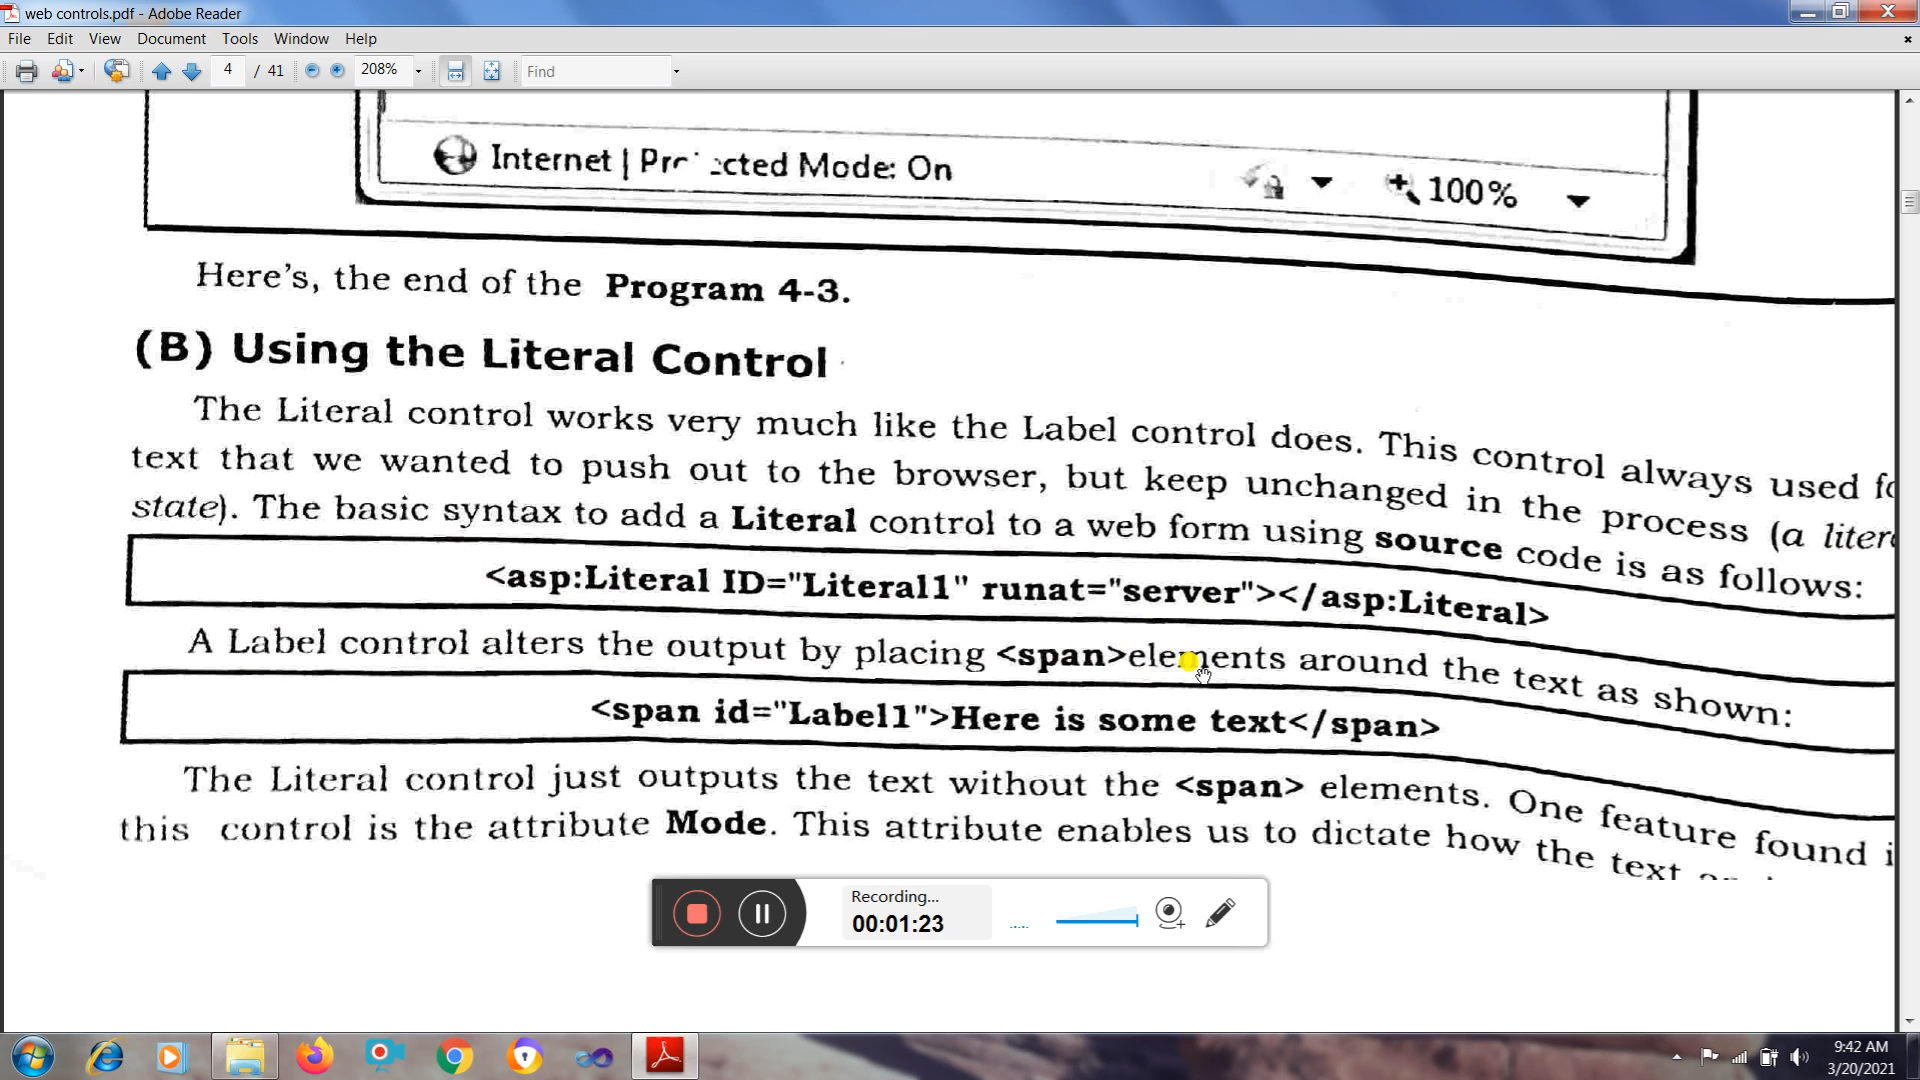 web controls.pdf - Adobe Reader
File Edit View Document Tools Window Help
4 / 41 208% Find
Internet | Pr cted Mode: On 100%
Here's, the end of the Program 4-3.
(B) Using the Literal Control
The Literal control works very much like the Label control does. This control always used
text that we wanted to push out to the browser, but keep unchanged in the process (a liter
state). The basic syntax to add a Literal control to a web form using source code is as follows:
<asp:Literal ID="Literal1" runat="server"></asp:Literal>
A Label control alters the output by placing <span>elements around the text as shown:
<span id="Label1">Here is some text</span>
The Literal control just outputs the text without the <span> elements. One feature found i
this control is the attribute Mode. This attribute enables us to dictate how the text
Recording...
00:01:23
9:42 AM
3/20/2021